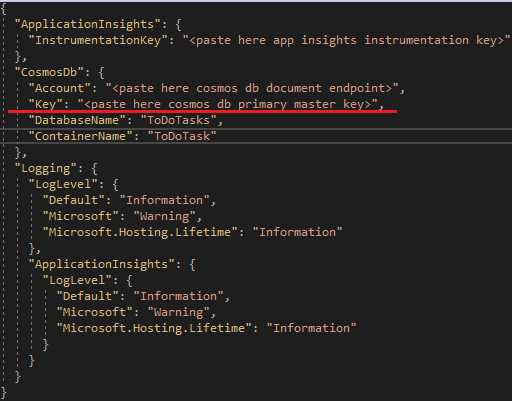 {
"ApplicationInsights": {
"InstrumentationKey": "<paste here app insights instrumentation key>"
},
"CosmosDb": {
"Account": "<paste here cosmos db document endpoint>",
"Key": "<paste here cosmos db primary master key>",
"DatabaseName": "ToDoTasks",
"ContainerName": "ToDoTask"
},
"Logging": {
"LogLevel": {
"Default": "Information",
"Microsoft": "Warning",
"Microsoft.Hosting.Lifetime": "Information"
},
"ApplicationInsights": {
"LogLevel": {
"Default": "Information",
"Microsoft": "Warning",
"Microsoft.Hosting.Lifetime": "Information"
}
}
}
}